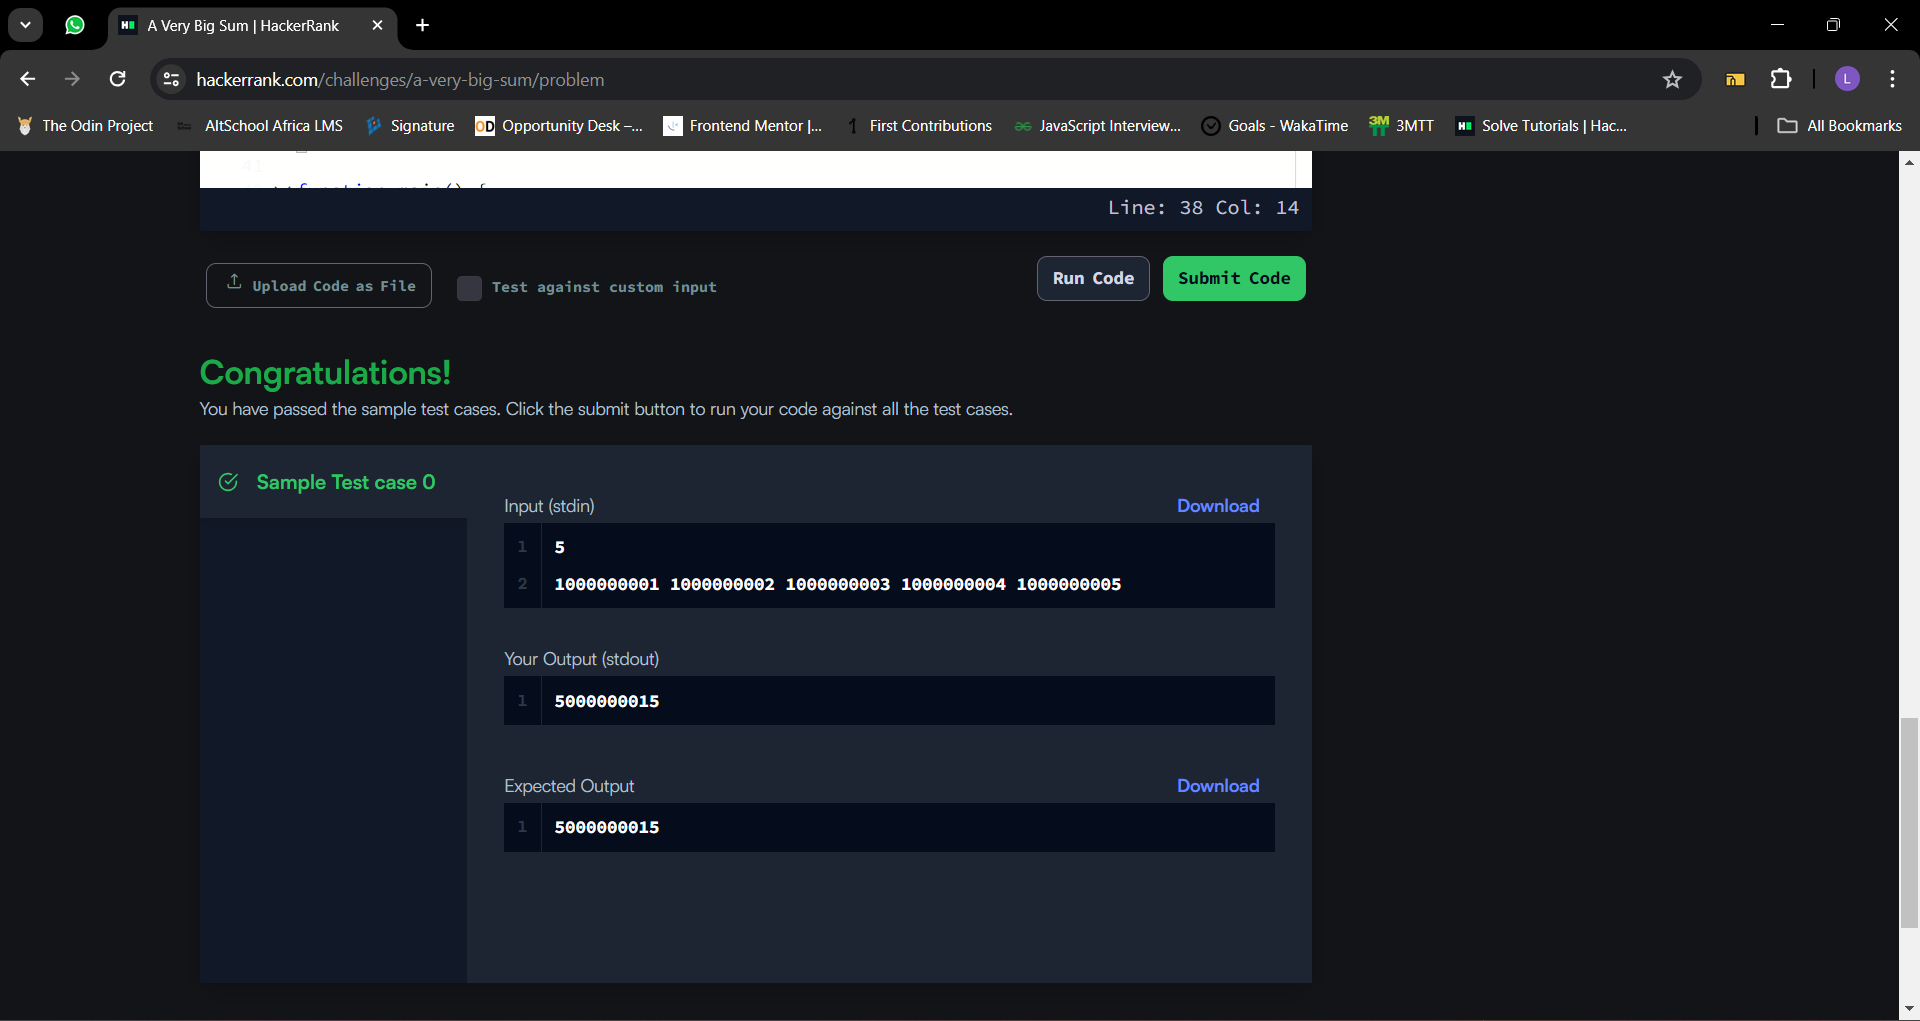 A Very Big Sum | HackerRank
hackerrank.com/challenges/a-very-big-sum/problem
L
The Odin Project
AltSchool Africa LMS
Signature
OD Opportunity Desk –...
Frontend Mentor |...
First Contributions
JavaScript Interview...
Goals - WakaTime
3M 3MTT
H Solve Tutorials | Hac...
All Bookmarks
41
function main() {
Line: 38 Col: 14
Upload Code as File
Test against custom input
Run Code
Submit Code
Congratulations!
You have passed the sample test cases. Click the submit button to run your code against all the test cases.
Sample Test case 0
Input (stdin)
Download
1 5
2 1000000001 1000000002 1000000003 1000000004 1000000005
Your Output (stdout)
1 5000000015
Expected Output
Download
1 5000000015